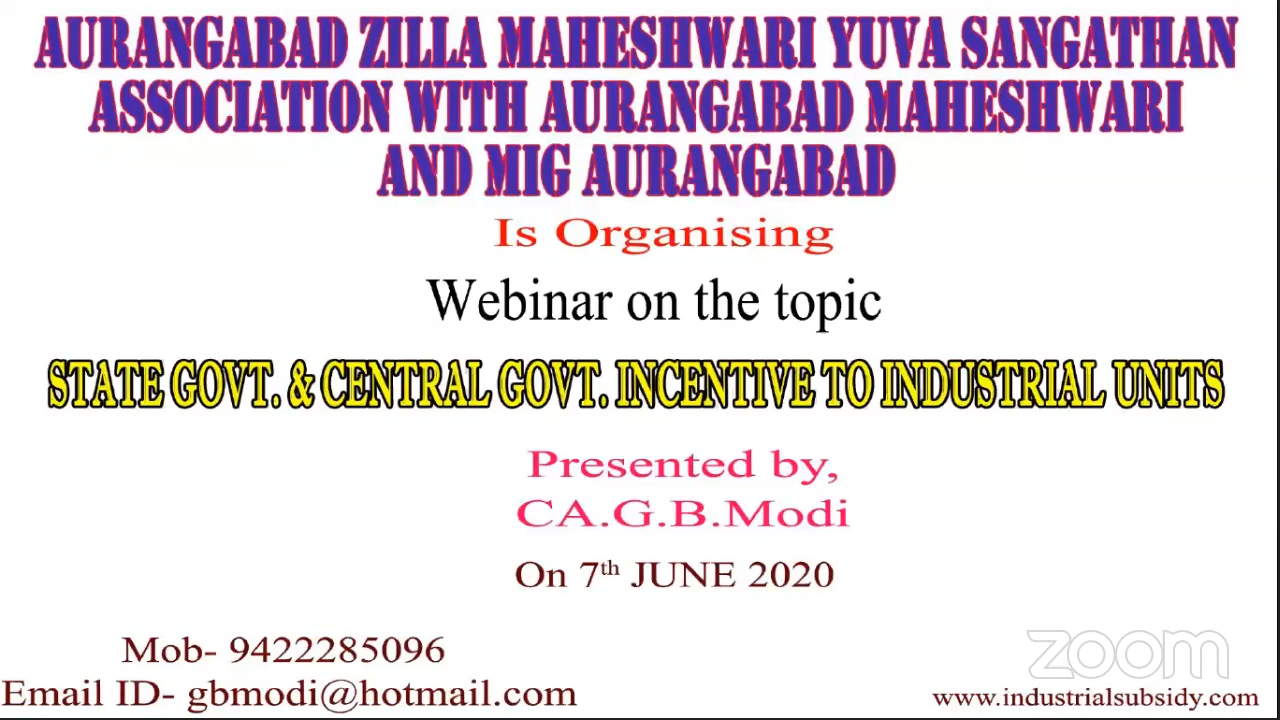 AURANGABAD ZILLA MAHESHWARI YUVA SANGATHAN
ASSOCIATION WITH AURANGABAD MAHESHWARI
AND MIG AURANGABAD
Is Organising
Webinar on the topic
STATE GOVT. & CENTRAL GOVT. INCENTIVE TO INDUSTRIAL UNITS
Presented by,
CA.G.B.Modi
On 7th JUNE 2020
Mob- 9422285096
Email ID- gbmodi@hotmail.com
zoom
www.industrialsubsidy.com